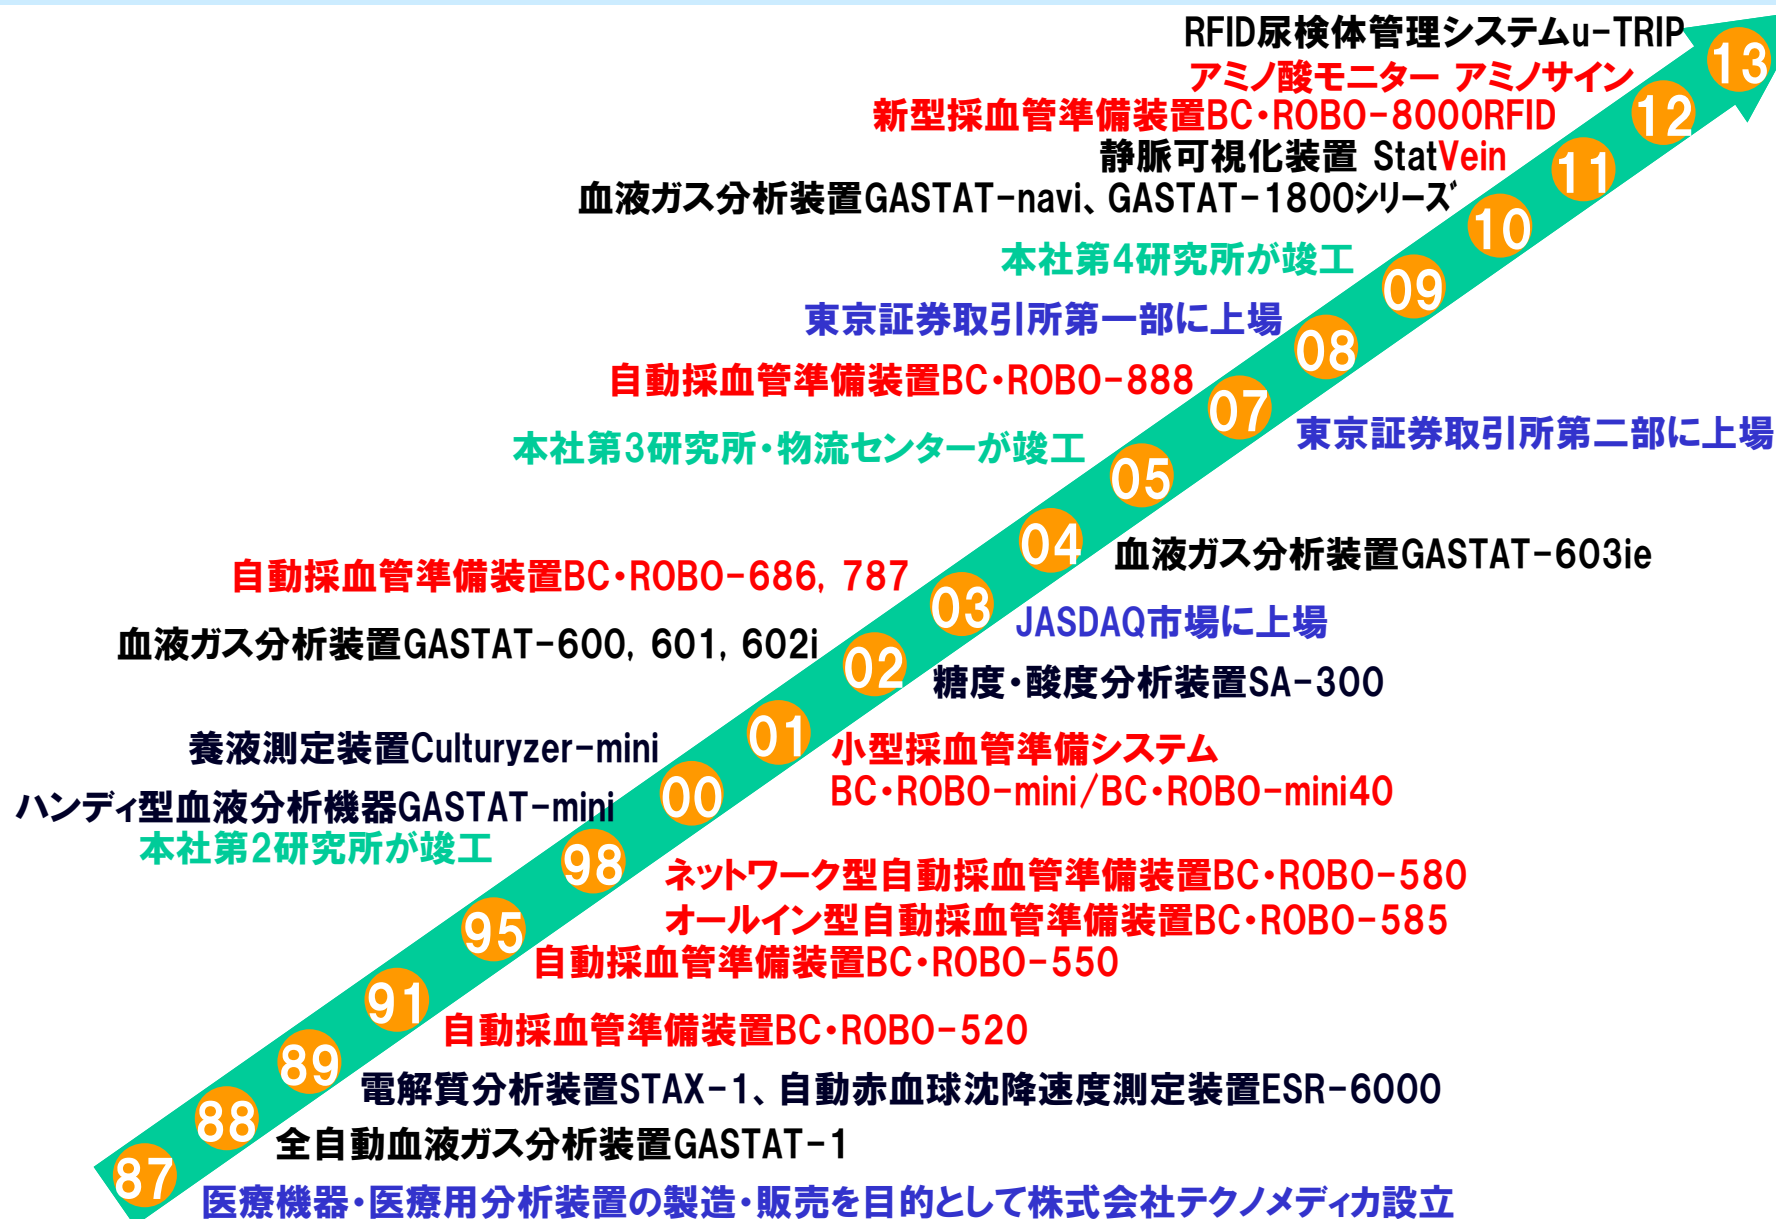 RFID尿検体管理システムu-TRIP
13
アミノ酸モニター アミノサイン
12
新型採血管準備装置BC・ROBO-8000RFID
静脈可視化装置 StatVein
11
血液ガス分析装置GASTAT-navi、GASTAT-1800シリーズ
10
本社第4研究所が竣工
09
東京証券取引所第一部に上場
08
自動採血管準備装置BC・ROBO-888
07
東京証券取引所第二部に上場
本社第3研究所・物流センターが竣工
05
04
血液ガス分析装置GASTAT-603ie
自動採血管準備装置BC・ROBO-686, 787
03
JASDAQ市場に上場
血液ガス分析装置GASTAT-600, 601, 602i
02
糖度・酸度分析装置SA-300
養液測定装置Culturyzer-mini
01
小型採血管準備システム
BC・ROBO-mini/BC・ROBO-mini40
ハンディ型血液分析機器GASTAT-mini
00
本社第2研究所が竣工
98
ネットワーク型自動採血管準備装置BC・ROBO-580
オールイン型自動採血管準備装置BC・ROBO-585
95
自動採血管準備装置BC・ROBO-550
91
自動採血管準備装置BC・ROBO-520
89
電解質分析装置STAX-1、自動赤血球沈降速度測定装置ESR-6000
88
全自動血液ガス分析装置GASTAT-1
87
医療機器・医療用分析装置の製造・販売を目的として株式会社テクノメディカ設立